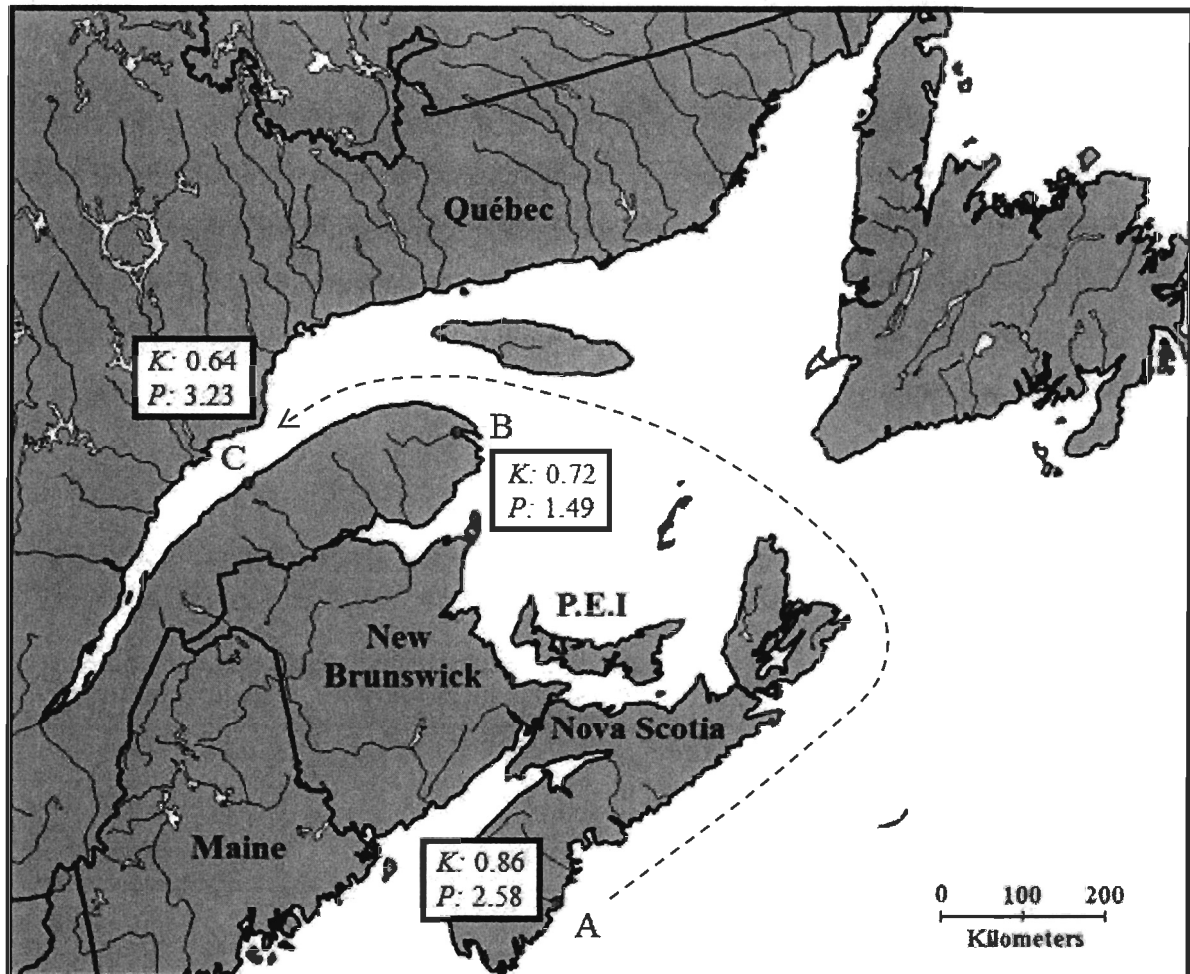 Québec
K: 0.64
P: 3.23
C
B
K: 0.72
P: 1.49
P.E.I
New
Brunswick
Nova Scotia
Maine
K: 0.86
P: 2.58
A
0 100 200
Kilometers